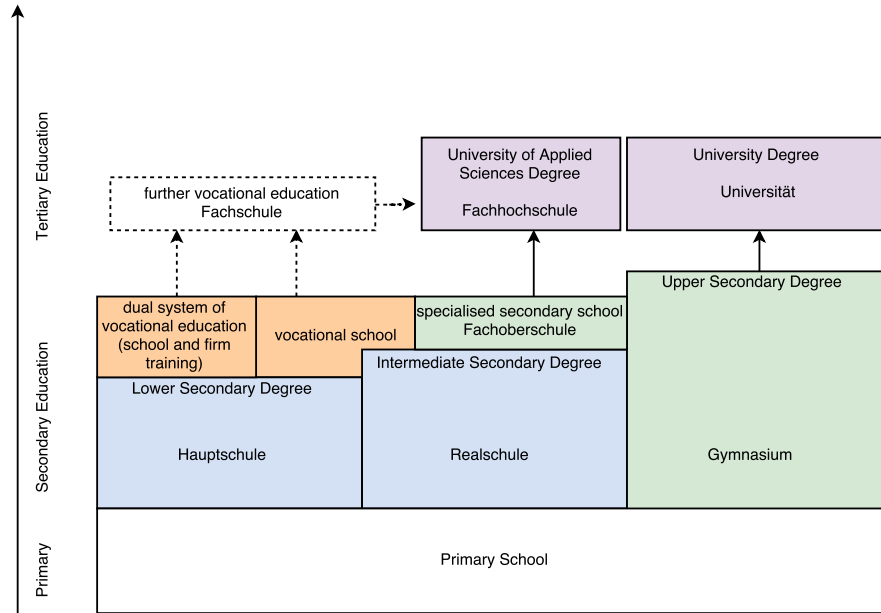 Tertiary Education
University of Applied
Sciences Degree
Fachhochschule
University Degree
Universität
further vocational education
Fachschule
Secondary Education
dual system of
vocational education
(school and firm
training)
vocational school
specialised secondary school
Fachoberschule
Upper Secondary Degree
Lower Secondary Degree
Hauptschule
Intermediate Secondary Degree
Realschule
Gymnasium
Primary
Primary School